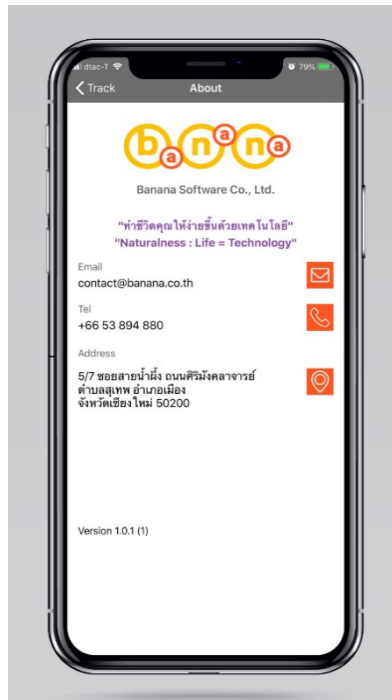 dtac-T 79%
Track About
banana
Banana Software Co., Ltd.
"ทำชีวิตคุณให้ง่ายขึ้นด้วยเทคโนโลยี"
"Naturalness : Life = Technology"
Email
contact@banana.co.th
Tel
+66 53 894 880
Address
5/7 ซอยสายน้ำผึ้ง ถนนศิริมังคลาจารย์
ตำบลสุเทพ อำเภอเมือง
จังหวัดเชียงใหม่ 50200
Version 1.0.1 (1)